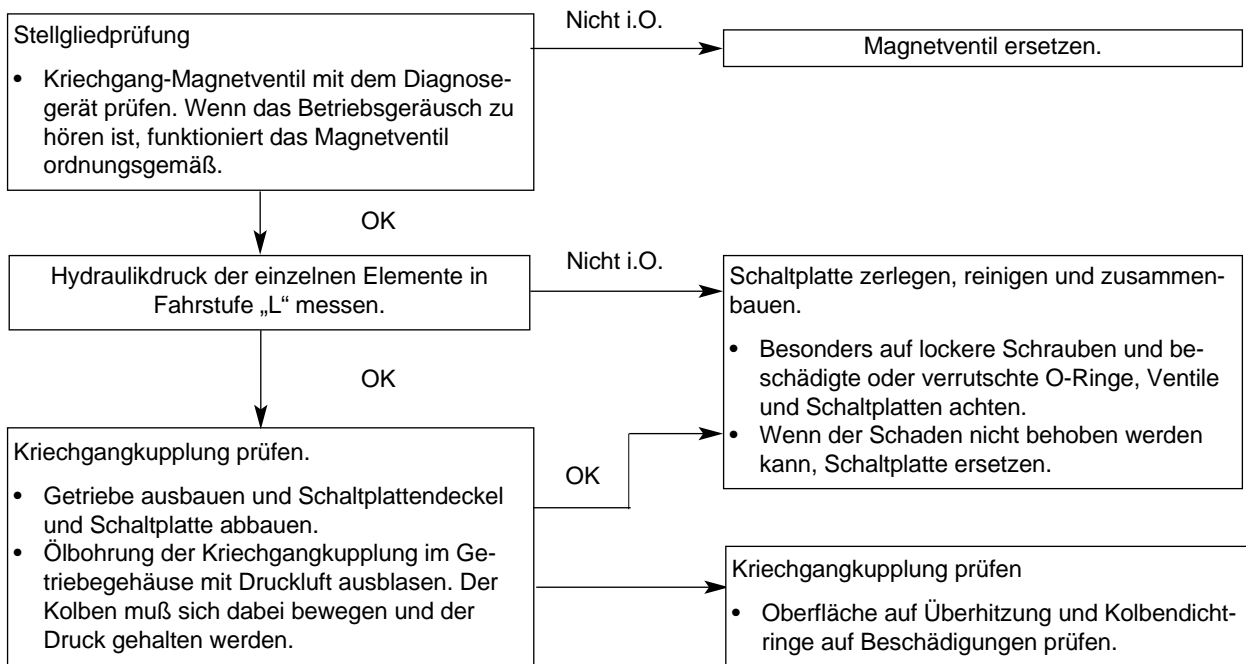 Stellgliedprüfung
• Kriechgang-Magnetventil mit dem Diagnose-
gerät prüfen. Wenn das Betriebsgeräusch zu
hören ist, funktioniert das Magnetventil
ordnungsgemäß.
Nicht i.O.
Magnetventil ersetzen.
OK
Hydraulikdruck der einzelnen Elemente in
Fahrstufe „L“ messen.
Nicht i.O.
Schaltplatte zerlegen, reinigen und zusammen-
bauen.
• Besonders auf lockere Schrauben und be-
schädigte oder verrutschte O-Ringe, Ventile
und Schaltplatten achten.
• Wenn der Schaden nicht behoben werden
kann, Schaltplatte ersetzen.
OK
Kriechgangkupplung prüfen.
• Getriebe ausbauen und Schaltplattendeckel
und Schaltplatte abbauen.
• Ölbohrung der Kriechgangkupplung im Ge-
triebegehäuse mit Druckluft ausblasen. Der
Kolben muß sich dabei bewegen und der
Druck gehalten werden.
OK
Kriechgangkupplung prüfen
• Oberfläche auf Überhitzung und Kolbendicht-
ringe auf Beschädigungen prüfen.